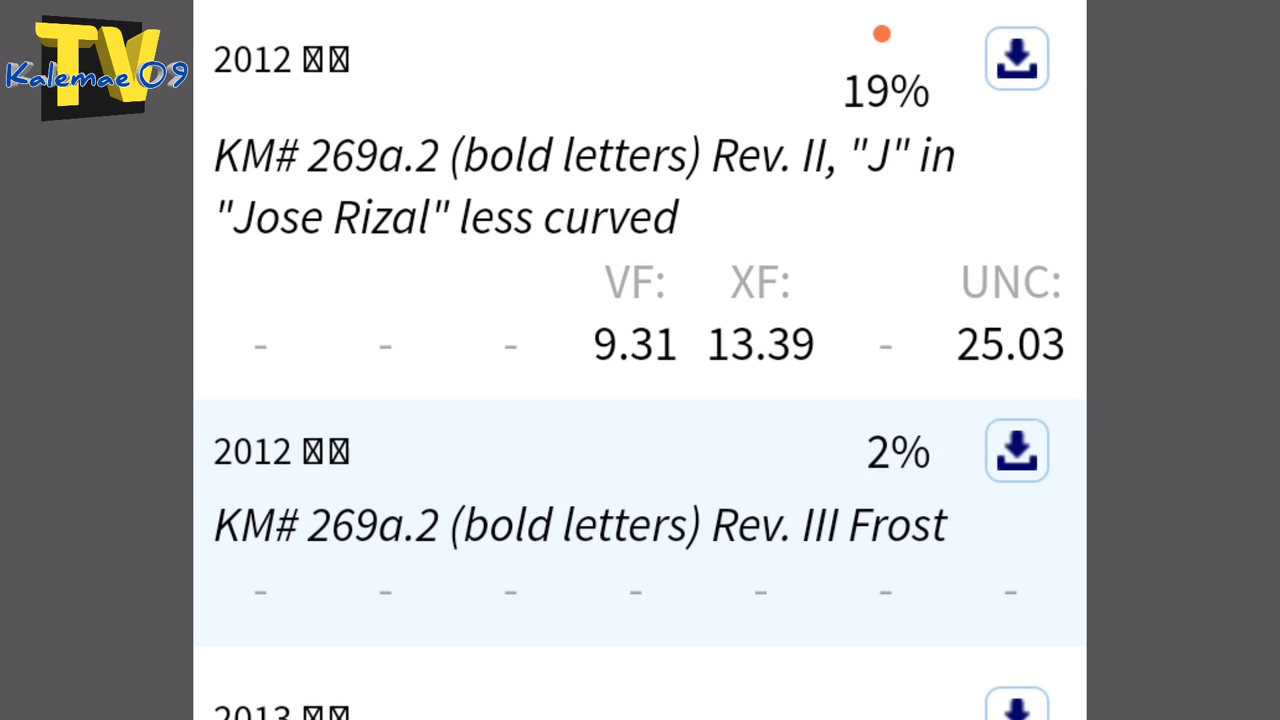 TV
Kalemae 09
2012
19%
KM# 269a.2 (bold letters) Rev. II, "J" in
"Jose Rizal" less curved
VF: XF: UNC:
- - - 9.31 13.39 - 25.03
2012
2%
KM# 269a.2 (bold letters) Rev. III Frost
- - - - - - -
2013